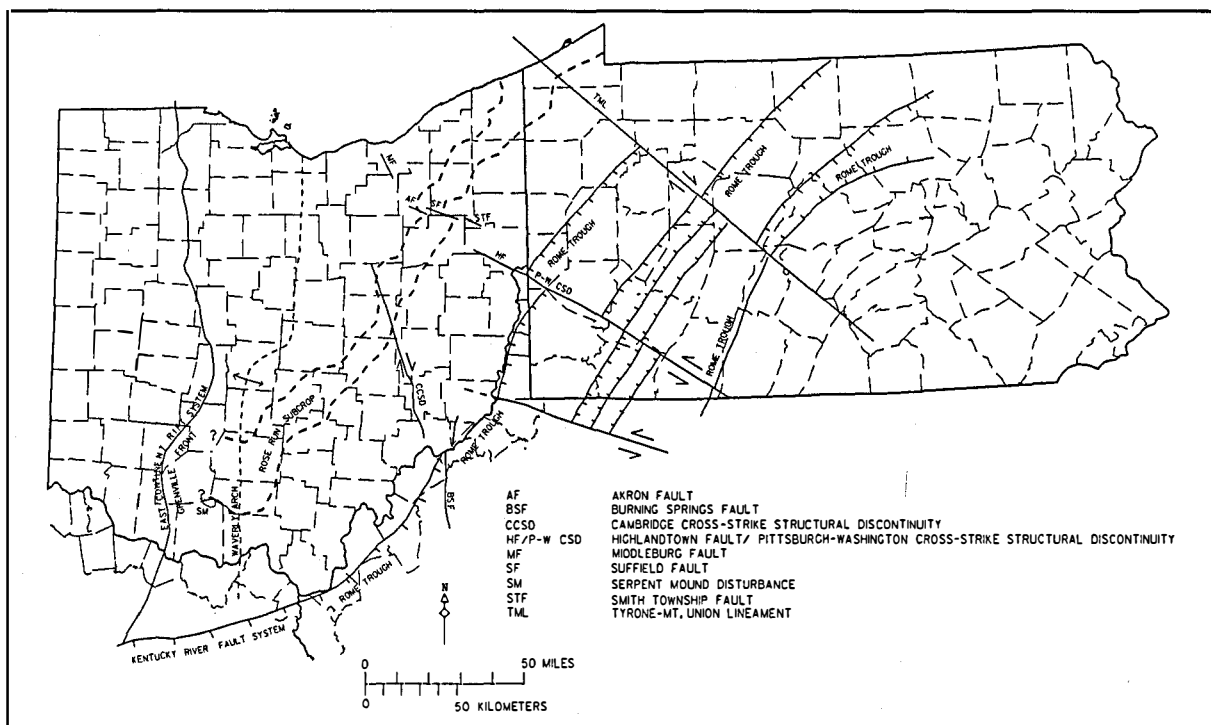 TML
MF
AF
SF
STF
HF
P-W/CSD
ROME TROUGH
ROME TROUGH
ROME TROUGH
ROME TROUGH
EAST CONTINENT RIFT SYSTEM
GRENVILLE FRONT
?
WAVERLY ARCH
ROSE RUN SUBCROP
CCSD
?
SM
BSF
ROME TROUGH
ROME TROUGH
KENTUCKY RIVER FAULT SYSTEM
AF AKRON FAULT
BSF BURNING SPRINGS FAULT
CCSD CAMBRIDGE CROSS-STRIKE STRUCTURAL DISCONTINUITY
HF/P-W CSD HIGHLANDTOWN FAULT/ PITTSBURGH-WASHINGTON CROSS-STRIKE STRUCTURAL DISCONTINUITY
MF MIDDLEBURG FAULT
SF SUFFIELD FAULT
SM SERPENT MOUND DISTURBANCE
STF SMITH TOWNSHIP FAULT
TML TYRONE-MT. UNION LINEAMENT
N
0 50 MILES
0 50 KILOMETERS